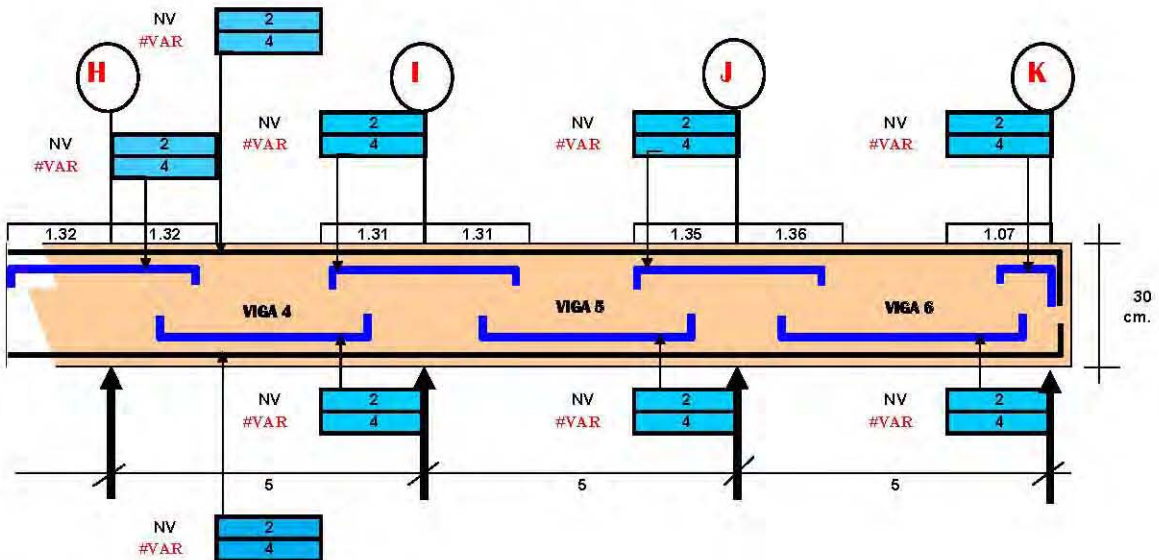 NV 2
#VAR 4
H I J K
NV 2 NV 2 NV 2
#VAR 4 #VAR 4 #VAR 4
NV 2
#VAR 4
1.32 1.32 1.31 1.31 1.35 1.36 1.07
VIGA 4 VIGA 5 VIGA 6
30
cm.
NV 2 NV 2 NV 2
#VAR 4 #VAR 4 #VAR 4
5 5 5
NV 2
#VAR 4